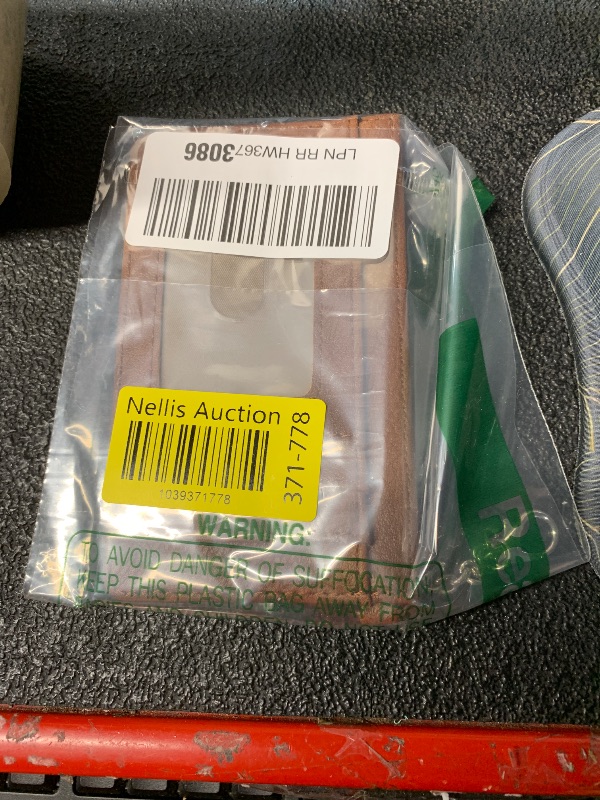 LPN RR HW3673086
Nellis Auction
371-778
1039371778
WARNING:
TO AVOID DANGER OF SUFFOCATION,
KEEP THIS PLASTIC BAG AWAY FROM
Re